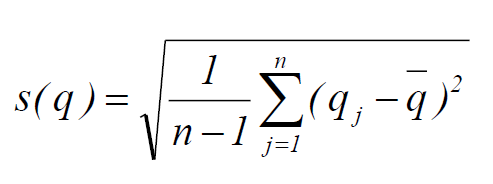 s(q) = √(1/(n−1) ∑_{j=1}^{n} (q_j − q̄)²)